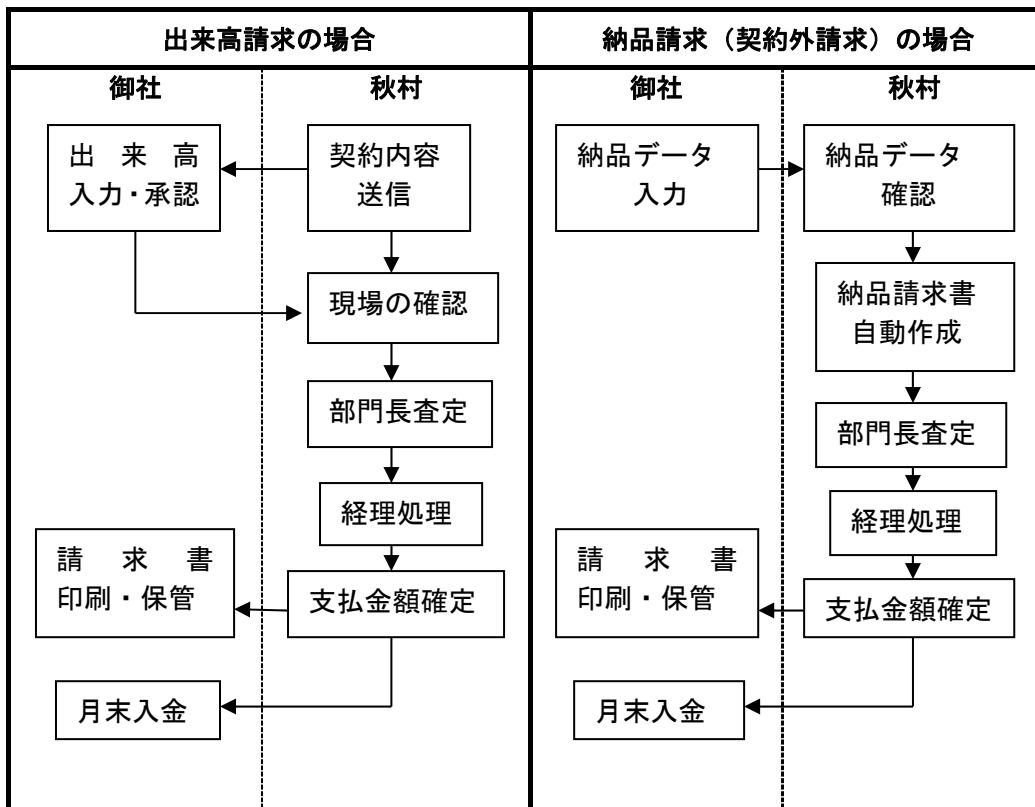 出来高請求の場合
御社
秋村
出来高
入力・承認
契約内容
送信
現場の確認
部門長査定
経理処理
請求書
印刷・保管
支払金額確定
月末入金
納品請求（契約外請求）の場合
御社
秋村
納品データ
入力
納品データ
確認
納品請求書
自動作成
部門長査定
経理処理
請求書
印刷・保管
支払金額確定
月末入金